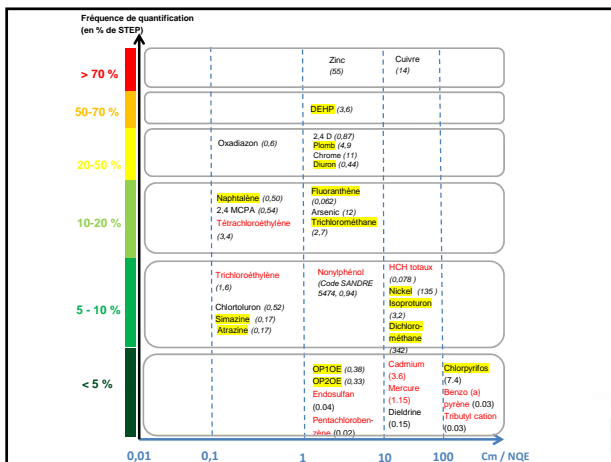 Fréquence de quantification
(en % de STEP)
> 70 %
Zinc
(55)
Cuivre
(14)
50-70 %
DEHP (3,6)
20-50 %
Oxadiazon (0,6)
2,4 D (0,87)
Plomb (4,9
Chrome (11)
Diuron (0,44)
10-20 %
Naphtalène (0,50)
2,4 MCPA (0,54)
Tétrachloroéthylène
(3,4)
Fluoranthène
(0,062)
Arsenic (12)
Trichlorométhane
(2,7)
5 - 10 %
Trichloroéthylène
(1,6)
Chlortoluron (0,52)
Simazine (0,17)
Atrazine (0,17)
Nonylphénol
(Code SANDRE
5474, 0,94)
HCH totaux
(0,078 )
Nickel (135 )
Isoproturon
(3,2)
Dichloro-
méthane
(342)
< 5 %
OP1OE (0,38)
OP2OE (0,33)
Endosulfan
(0.04)
Pentachloroben-
zène (0.02)
Cadmium
(3.6)
Mercure
(1.15)
Dieldrine
(0.15)
Chlorpyrifos
(7.4)
Benzo (a)
pyrène (0.03)
Tributyl cation
(0.03)
0,01 0,1 1 10 100 Cm / NQE